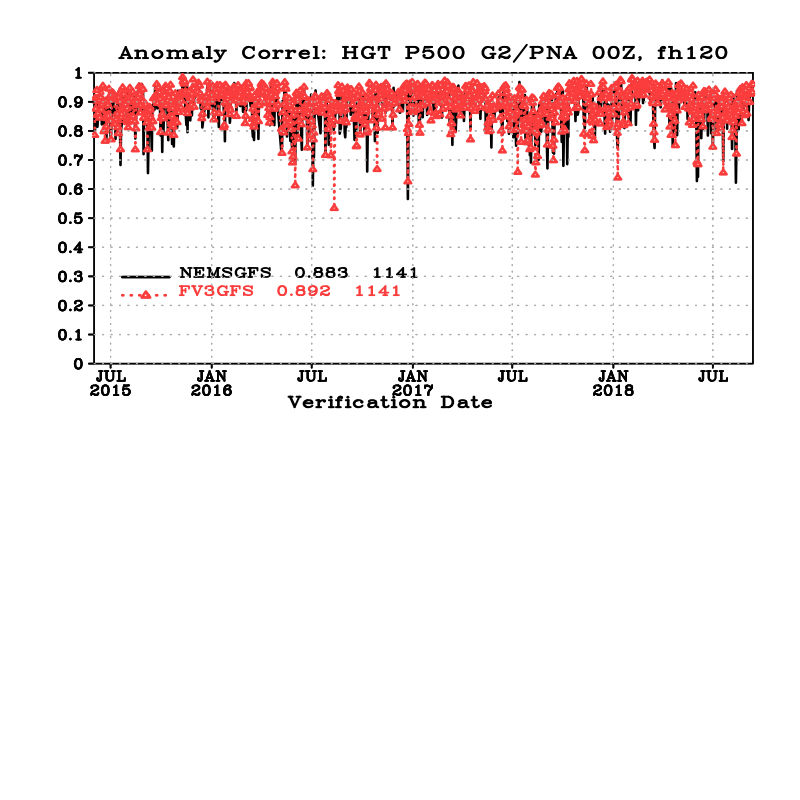 Anomaly Correl: HGT P500 G2/PNA 00Z, fh120
1
0.9
0.8
0.7
0.6
0.5
0.4
0.3
0.2
0.1
0
NEMSGFS 0.883 1141
FV3GFS 0.892 1141
JUL JAN JUL JAN JUL JAN JUL
2015 2016 2017 2018
Verification Date